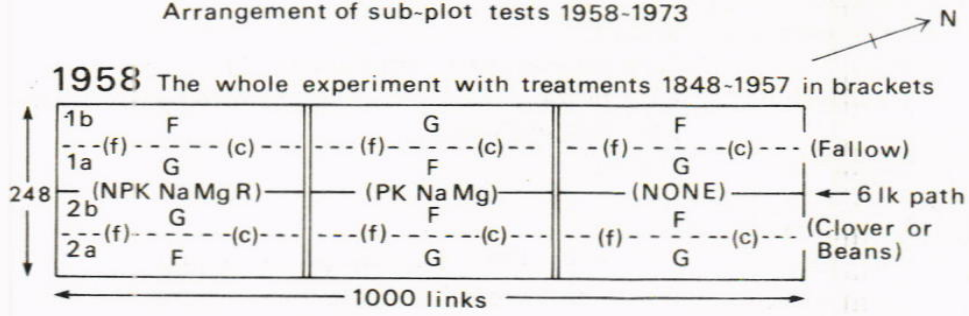 Arrangement of sub-plot tests 1958-1973
N
1958 The whole experiment with treatments 1848-1957 in brackets
1b F G F
(f) (c) (f) (c) (f) (c) (Fallow)
1a G F G
248 (NPK Na Mg R) (PK Na Mg) (NONE) 6 lk path
2b G F F
(f) (c) (f) (c) (f) (c) (Clover or
2a F G G Beans)
1000 links